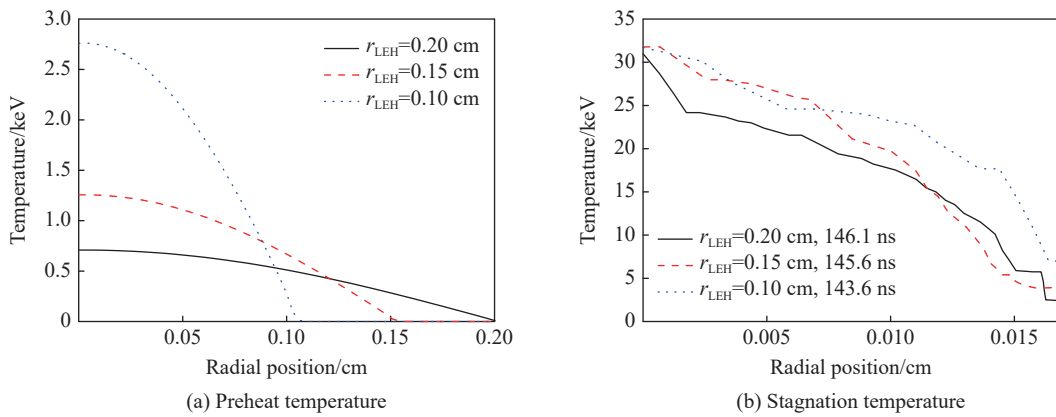 3.0
2.5
2.0
1.5
1.0
0.5
0
Temperature/keV
r_LEH=0.20 cm
r_LEH=0.15 cm
r_LEH=0.10 cm
0.05 0.10 0.15 0.20
Radial position/cm
(a) Preheat temperature
35
30
25
20
15
10
5
0
Temperature/keV
r_LEH=0.20 cm, 146.1 ns
r_LEH=0.15 cm, 145.6 ns
r_LEH=0.10 cm, 143.6 ns
0.005 0.010 0.015
Radial position/cm
(b) Stagnation temperature